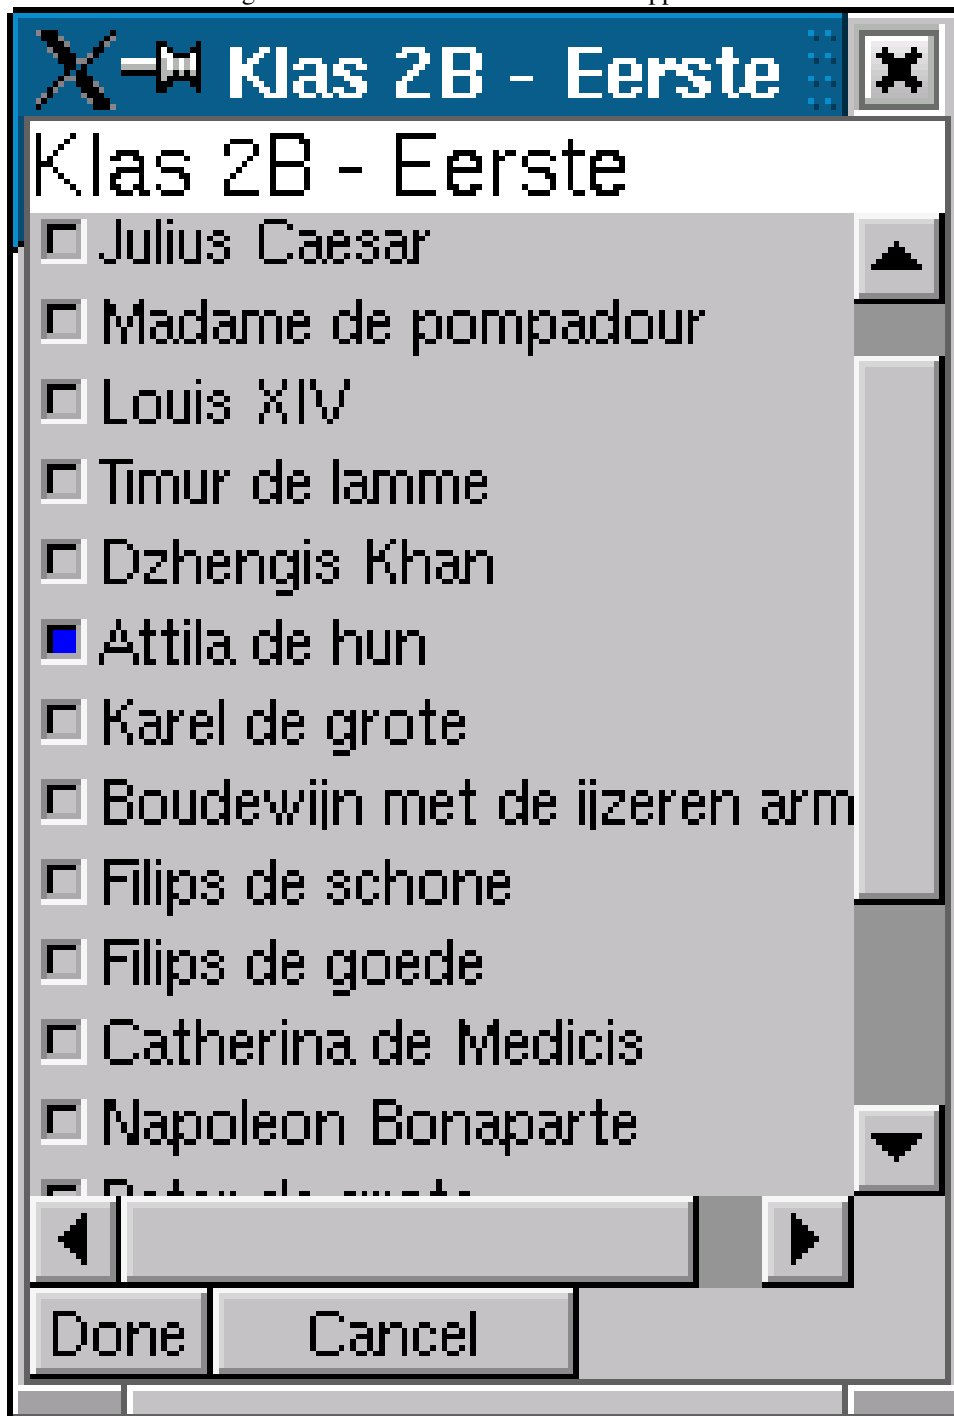 Klas 2B - Eerste
Klas 2B - Eerste
Julius Caesar
Madame de pompadour
Louis XIV
Timur de lamme
Dzhengis Khan
Attila de hun
Karel de grote
Boudewijn met de ijzeren arm
Filips de schone
Filips de goede
Catherina de Medicis
Napoleon Bonaparte
Done Cancel